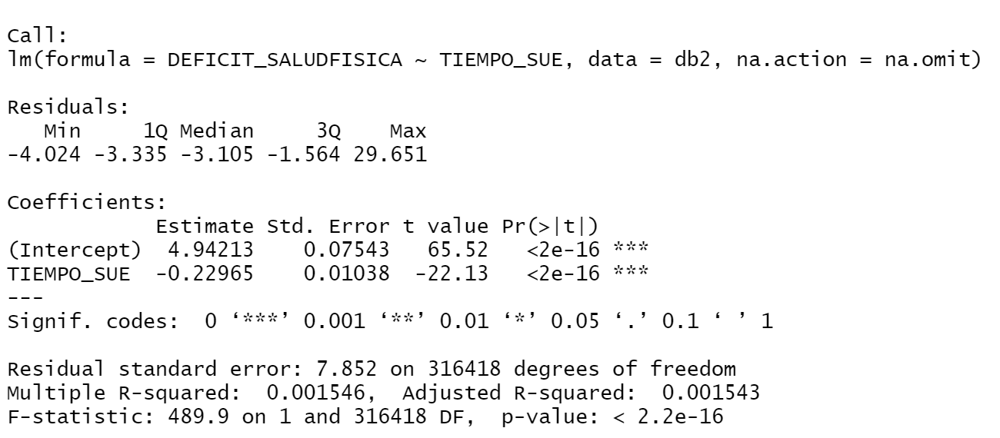 Call:
lm(formula = DEFICIT_SALUDFISICA ~ TIEMPO_SUE, data = db2, na.action = na.omit)
Residuals:
   Min     1Q Median     3Q    Max
-4.024 -3.335 -3.105 -1.564 29.651
Coefficients:
            Estimate Std. Error t value Pr(>|t|)
(Intercept)  4.94213    0.07543   65.52   <2e-16 ***
TIEMPO_SUE  -0.22965    0.01038  -22.13   <2e-16 ***
---
Signif. codes:  0 ‘***’ 0.001 ‘**’ 0.01 ‘*’ 0.05 ‘.’ 0.1 ‘ ’ 1
Residual standard error: 7.852 on 316418 degrees of freedom
Multiple R-squared:  0.001546,  Adjusted R-squared:  0.001543
F-statistic: 489.9 on 1 and 316418 DF,  p-value: < 2.2e-16